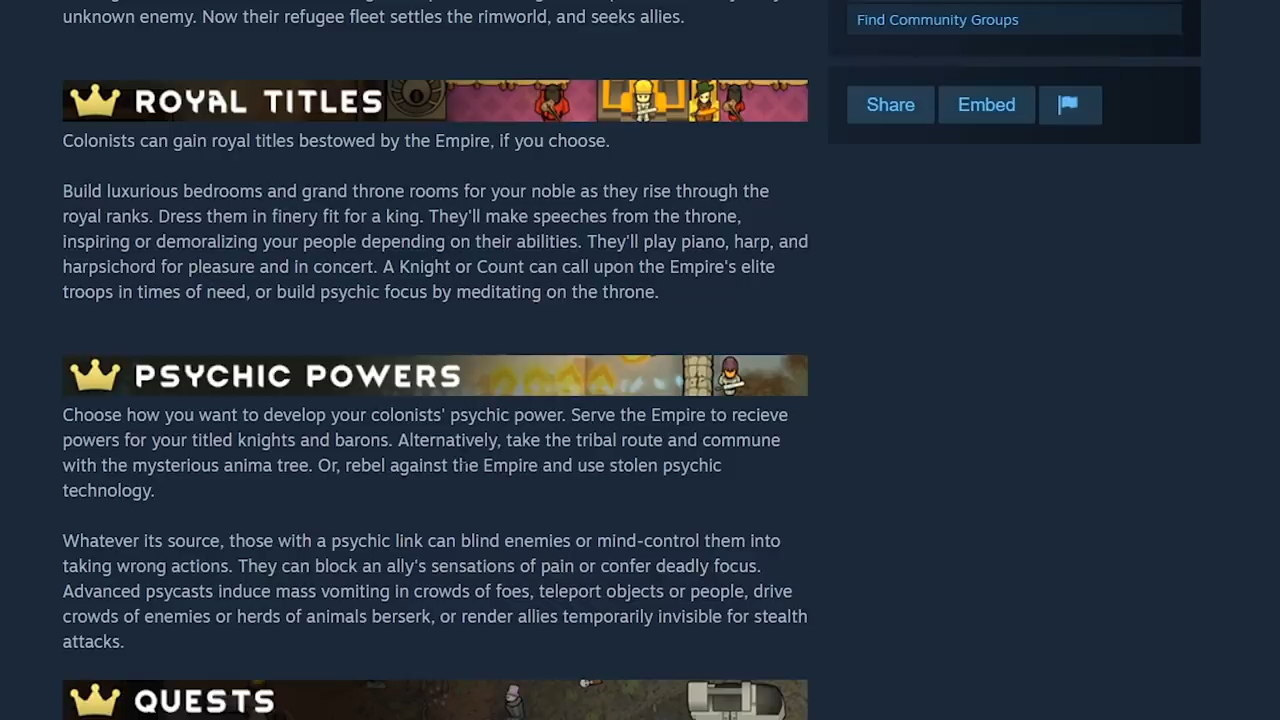 unknown enemy. Now their refugee fleet settles the rimworld, and seeks allies.
Find Community Groups
Share
Embed
ROYAL TITLES
Colonists can gain royal titles bestowed by the Empire, if you choose.
Build luxurious bedrooms and grand throne rooms for your noble as they rise through the
royal ranks. Dress them in finery fit for a king. They'll make speeches from the throne,
inspiring or demoralizing your people depending on their abilities. They'll play piano, harp, and
harpsichord for pleasure and in concert. A Knight or Count can call upon the Empire's elite
troops in times of need, or build psychic focus by meditating on the throne.
PSYCHIC POWERS
Choose how you want to develop your colonists' psychic power. Serve the Empire to recieve
powers for your titled knights and barons. Alternatively, take the tribal route and commune
with the mysterious anima tree. Or, rebel against the Empire and use stolen psychic
technology.
Whatever its source, those with a psychic link can blind enemies or mind-control them into
taking wrong actions. They can block an ally's sensations of pain or confer deadly focus.
Advanced psycasts induce mass vomiting in crowds of foes, teleport objects or people, drive
crowds of enemies or herds of animals berserk, or render allies temporarily invisible for stealth
attacks.
QUESTS